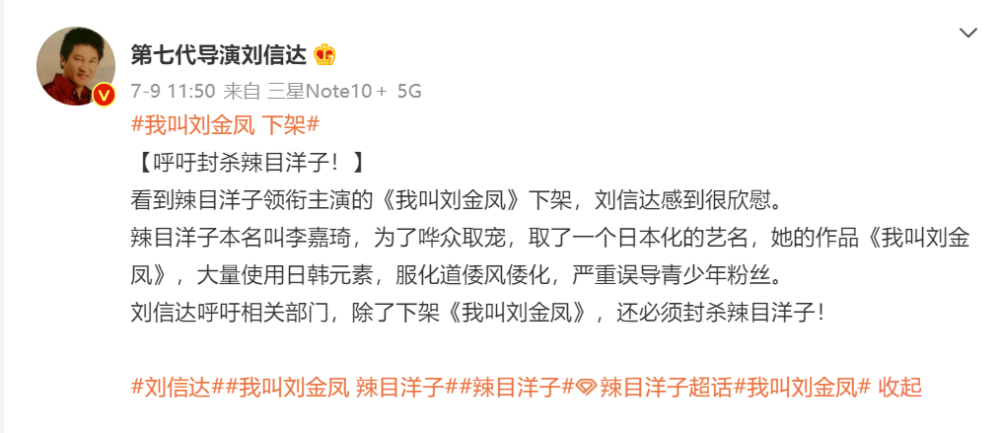 第七代导演刘信达
7-9 11:50 来自 三星Note10+ 5G
#我叫刘金凤 下架#
【呼吁封杀辣目洋子！】
看到辣目洋子领衔主演的《我叫刘金凤》下架，刘信达感到很欣慰。
辣目洋子本名叫李嘉琦，为了哗众取宠，取了一个日本化的艺名，她的作品《我叫刘金
凤》，大量使用日韩元素，服化道倭风倭化，严重误导青少年粉丝。
刘信达呼吁相关部门，除了下架《我叫刘金凤》，还必须封杀辣目洋子！
#刘信达##我叫刘金凤 辣目洋子##辣目洋子#辣目洋子超话#我叫刘金凤# 收起